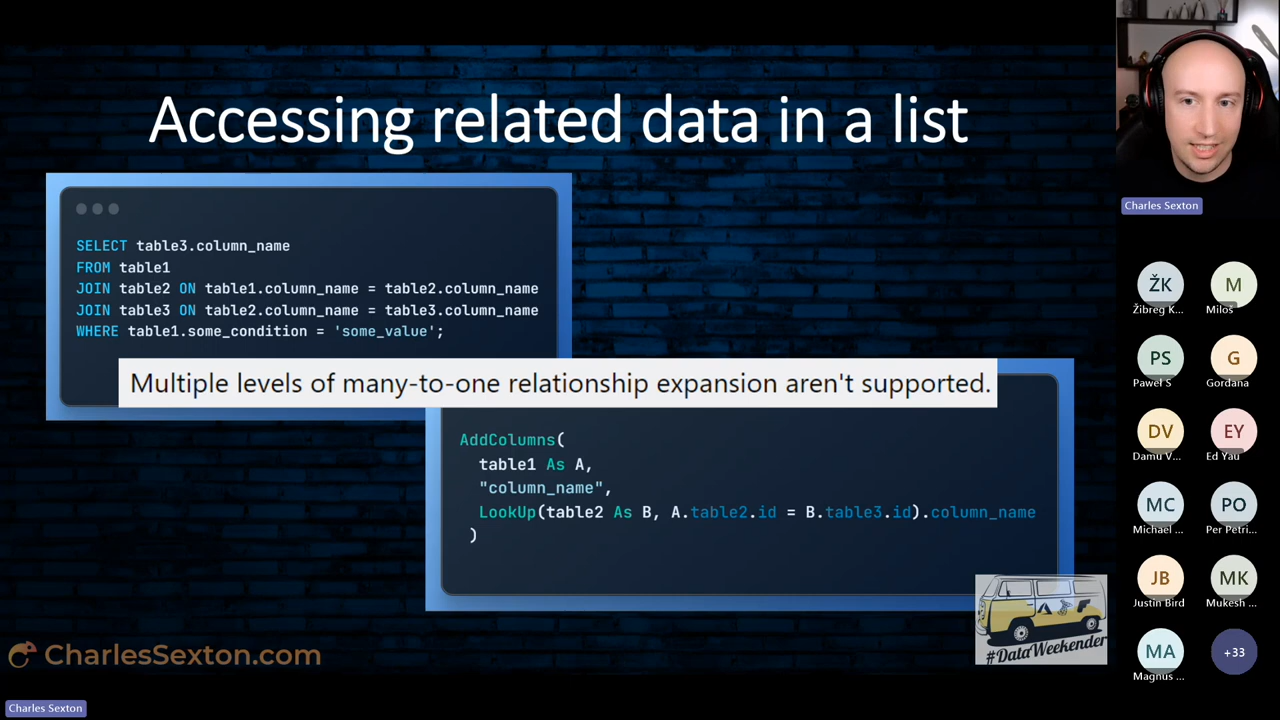 Accessing related data in a list
SELECT table3.column_name
FROM table1
JOIN table2 ON table1.column_name = table2.column_name
JOIN table3 ON table2.column_name = table3.column_name
WHERE table1.some_condition = 'some_value';
Multiple levels of many-to-one relationship expansion aren't supported.
AddColumns(
table1 As A,
"column_name",
LookUp(table2 As B, A.table2.id = B.table3.id).column_name
)
#DataWeekender
CharlesSexton.com
Charles Sexton
Charles Sexton
ŽK
Žibreg K...
M
Miloš
PS
Paweł S
G
Gordana
DV
Damu V...
EY
Ed Yau
MC
Michael ...
PO
Per Petri...
JB
Justin Bird
MK
Mukesh ...
MA
Magnus ...
+33